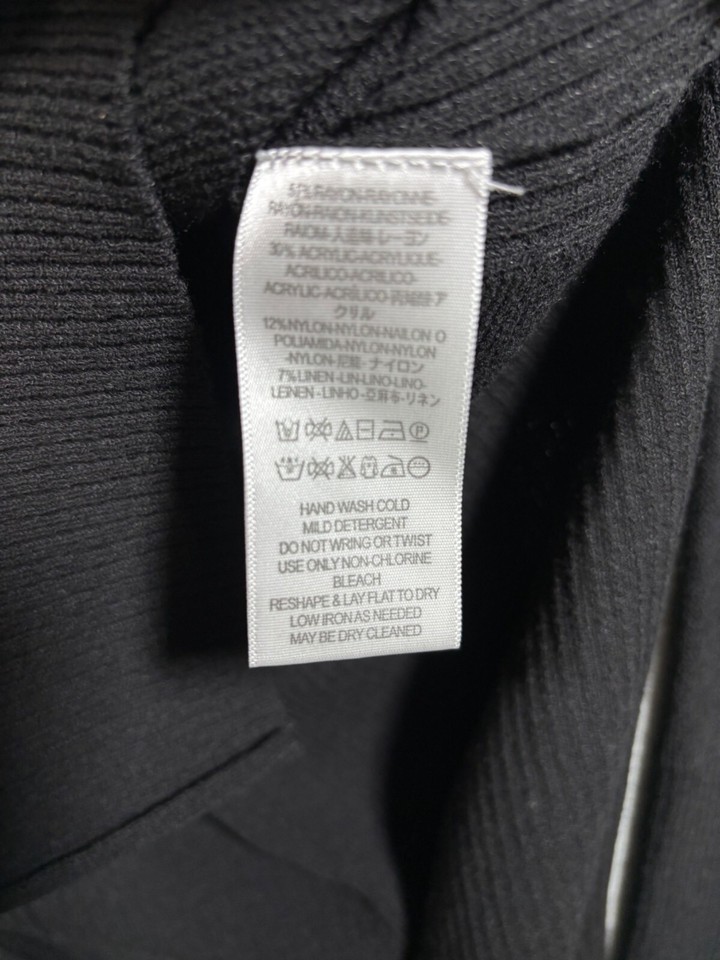 51% RAYON-RAYONNE-
RAYON-RAION-KUNSTSEIDE-
RAIOM-人造絲-レーヨン
30% ACRYLIC-ACRYLIQUE-
ACRILICO-ACRILICO-
ACRYLIC-ACRÍLICO-ア
クリル
12%NYLON-NYLON-NAILON O
POLIAMIDA-NYLON-NYLON
-NYLON-尼龍-ナイロン
7%LINEN-LIN-LINO-LINO-
LEINEN-LINHO-亞麻布-リネン
HAND WASH COLD
MILD DETERGENT
DO NOT WRING OR TWIST
USE ONLY NON-CHLORINE
BLEACH
RESHAPE & LAY FLAT TO DRY
LOW IRON AS NEEDED
MAY BE DRY CLEANED